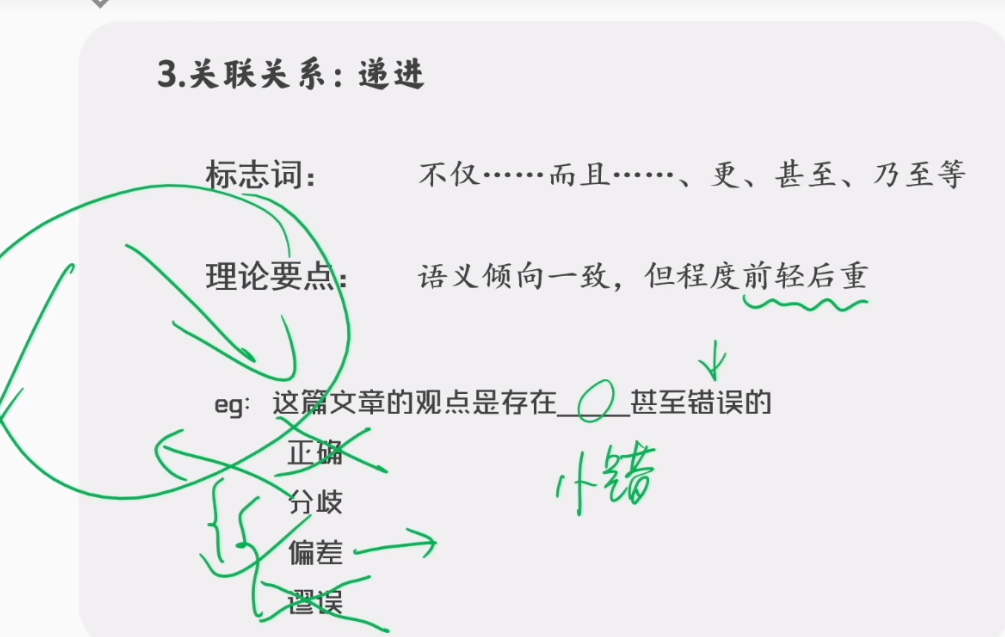 3.关联关系：递进
标志词： 不仅……而且……、更、甚至、乃至等
理论要点： 语义倾向一致，但程度前轻后重
eg: 这篇文章的观点是存在_____甚至错误的
正确
小错
分歧
偏差
谬误